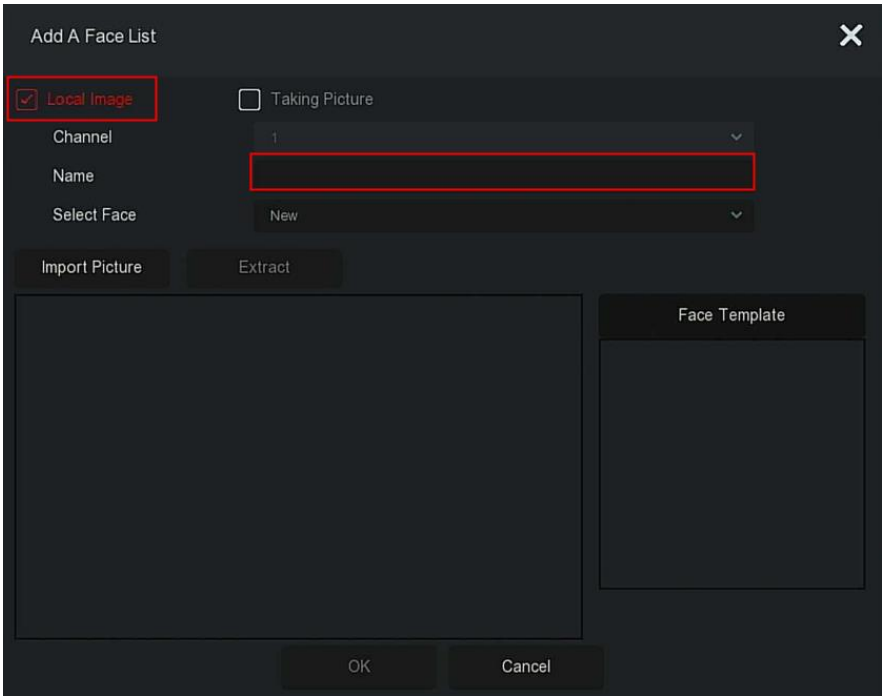 Add A Face List
Local Image Taking Picture
Channel 1
Name
Select Face New
Import Picture Extract
Face Template
OK Cancel